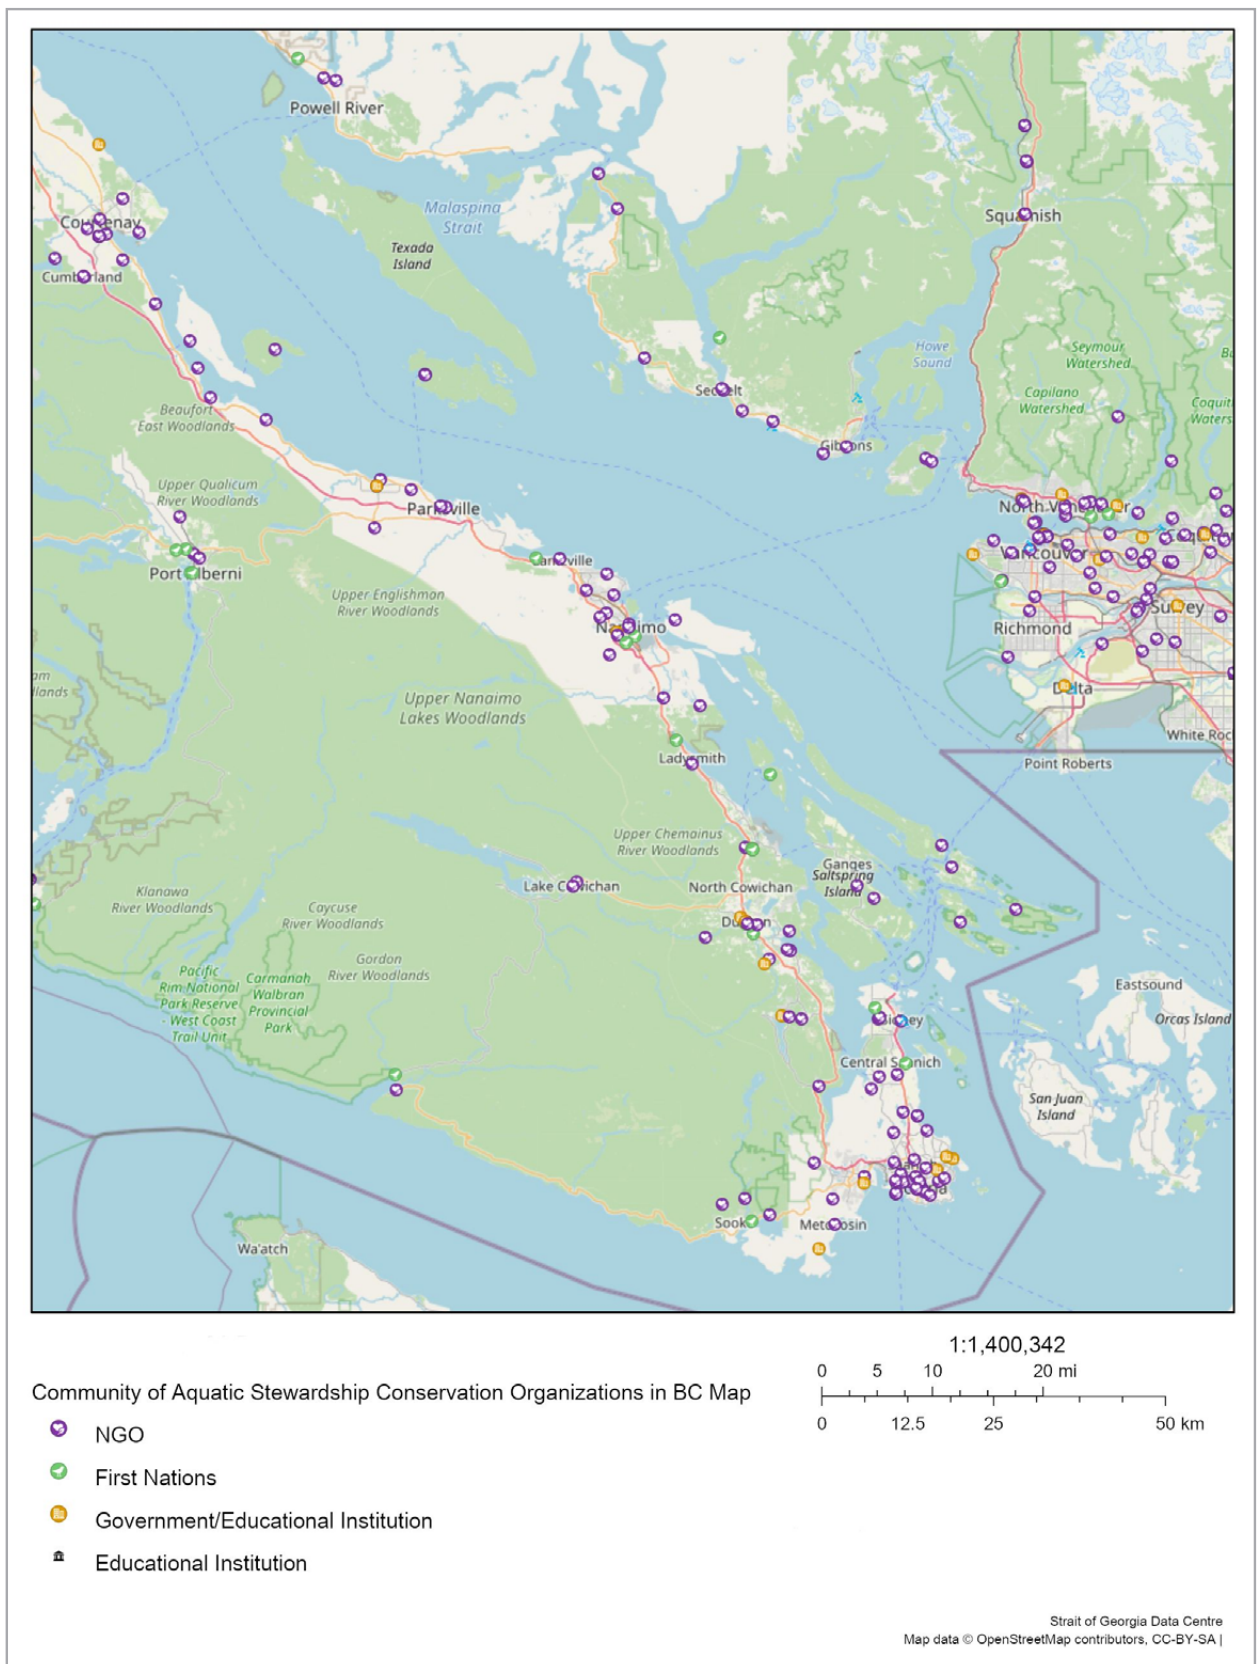 Powell River
Malaspina
Strait
Texada
Island
Squamish
Courtenay
Cumberland
Howe
Sound
Seymour
Watershed
Capilano
Watershed
Coquit
Waters
Sechelt
Beaufort
East Woodlands
Gibsons
Upper Qualicum
River Woodlands
Parksville
North Vancouver
Coquitlam
Vancouver
Lantzville
Port Alberni
Upper Englishman
River Woodlands
Surrey
Richmond
Nanaimo
Upper Nanaimo
Lakes Woodlands
Delta
White Roc
Point Roberts
Ladysmith
Upper Chemainus
River Woodlands
Ganges
Saltspring
Island
Lake Cowichan
North Cowichan
Klanawa
River Woodlands
Caycuse
River Woodlands
Duncan
Gordon
River Woodlands
Pacific
Rim National
Park Reserve
- West Coast
Trail Unit
Carmanah
Walbran
Provincial
Park
Eastsound
Orcas Island
Sidney
Central Saanich
San Juan
Island
Sooke
Metchosin
Wa'atch
1:1,400,342
0 5 10 20 mi
0 12.5 25 50 km
Community of Aquatic Stewardship Conservation Organizations in BC Map
NGO
First Nations
Government/Educational Institution
Educational Institution
Strait of Georgia Data Centre
Map data © OpenStreetMap contributors, CC-BY-SA |